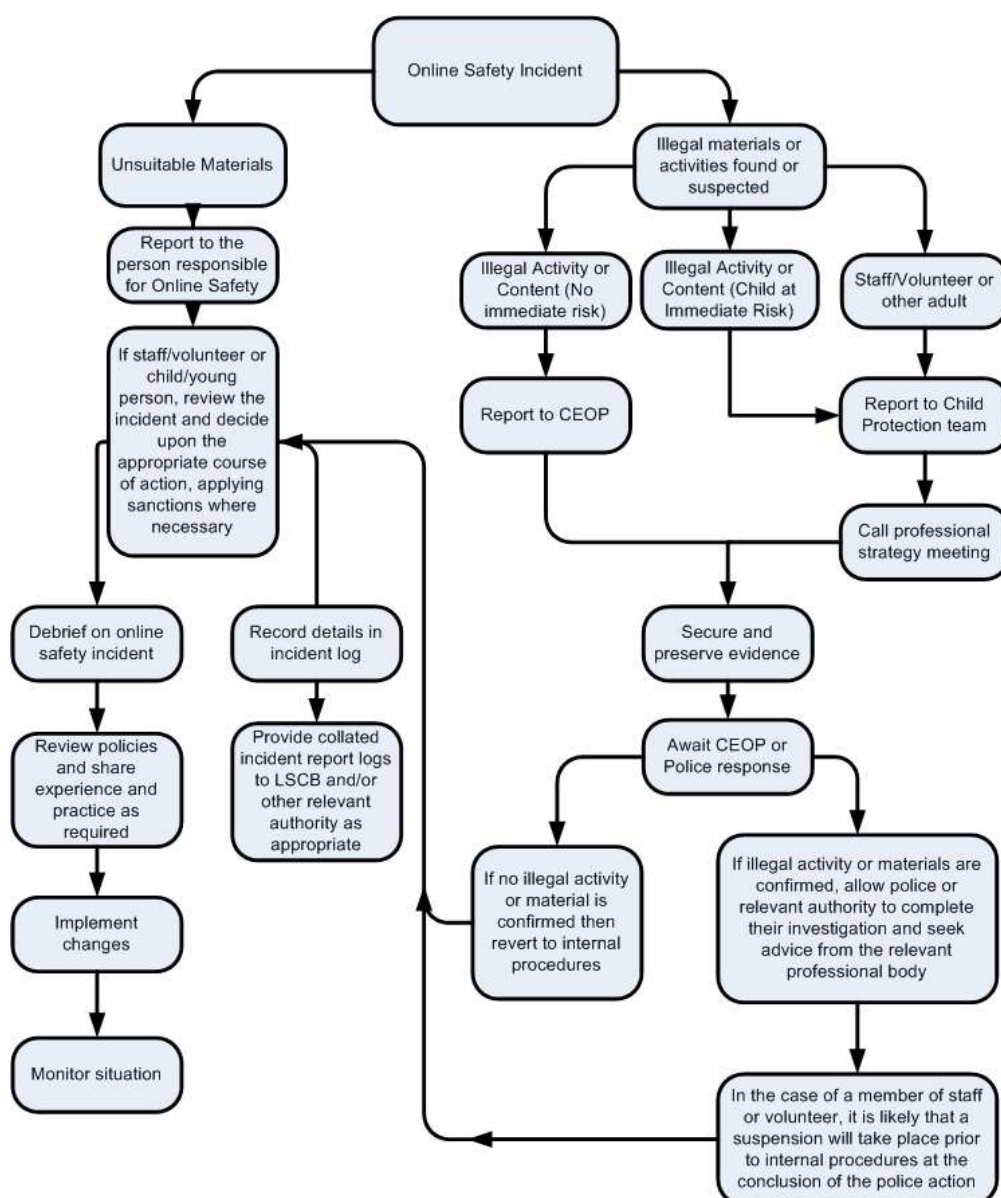 Online Safety Incident
Unsuitable Materials
Report to the
person responsible
for Online Safety
If staff/volunteer or
child/young
person, review the
incident and decide
upon the
appropriate course
of action, applying
sanctions where
necessary
Debrief on online
safety incident
Review policies
and share
experience and
practice as
required
Implement
changes
Monitor situation
Record details in
incident log
Provide collated
incident report logs
to LSCB and/or
other relevant
authority as
appropriate
Illegal materials or
activities found or
suspected
Illegal Activity or
Content (No
immediate risk)
Illegal Activity or
Content (Child at
Immediate Risk)
Staff/Volunteer or
other adult
Report to CEOP
Report to Child
Protection team
Call professional
strategy meeting
Secure and
preserve evidence
Await CEOP or
Police response
If no illegal activity
or material is
confirmed then
revert to internal
procedures
If illegal activity or materials are
confirmed, allow police or
relevant authority to complete
their investigation and seek
advice from the relevant
professional body
In the case of a member of staff
or volunteer, it is likely that a
suspension will take place prior
to internal procedures at the
conclusion of the police action